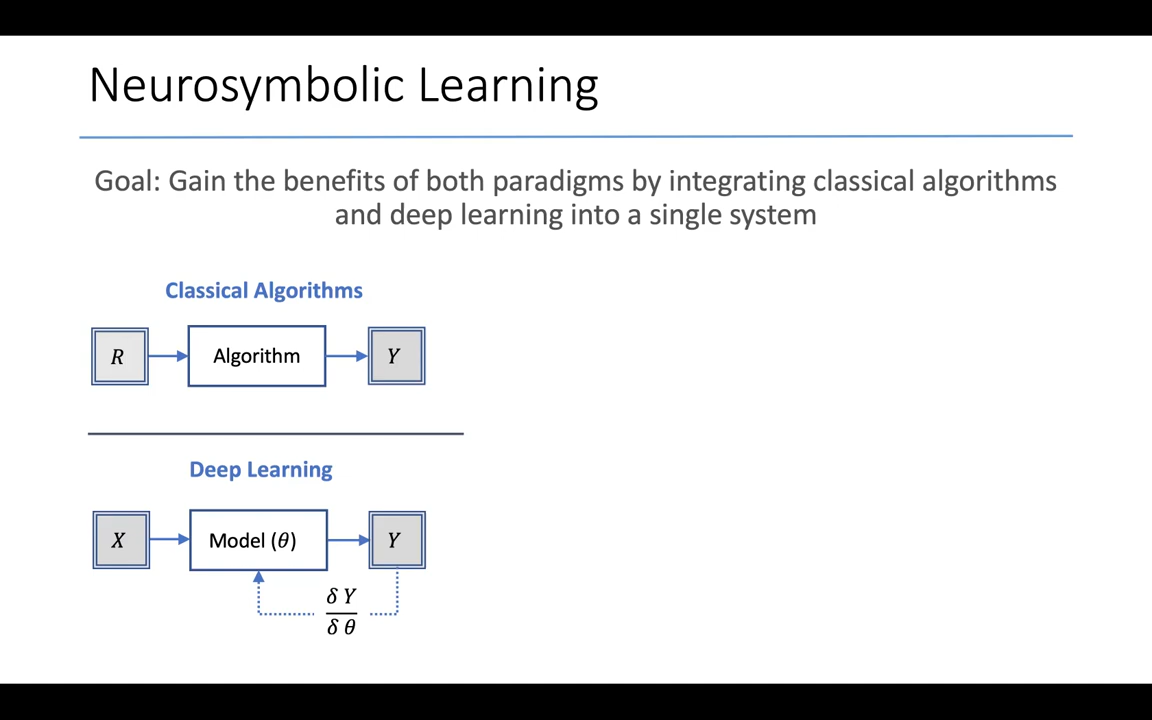 Neurosymbolic Learning
Goal: Gain the benefits of both paradigms by integrating classical algorithms
and deep learning into a single system
Classical Algorithms
R
Algorithm
Y
Deep Learning
X
Model (θ)
Y
δ Y
δ θ